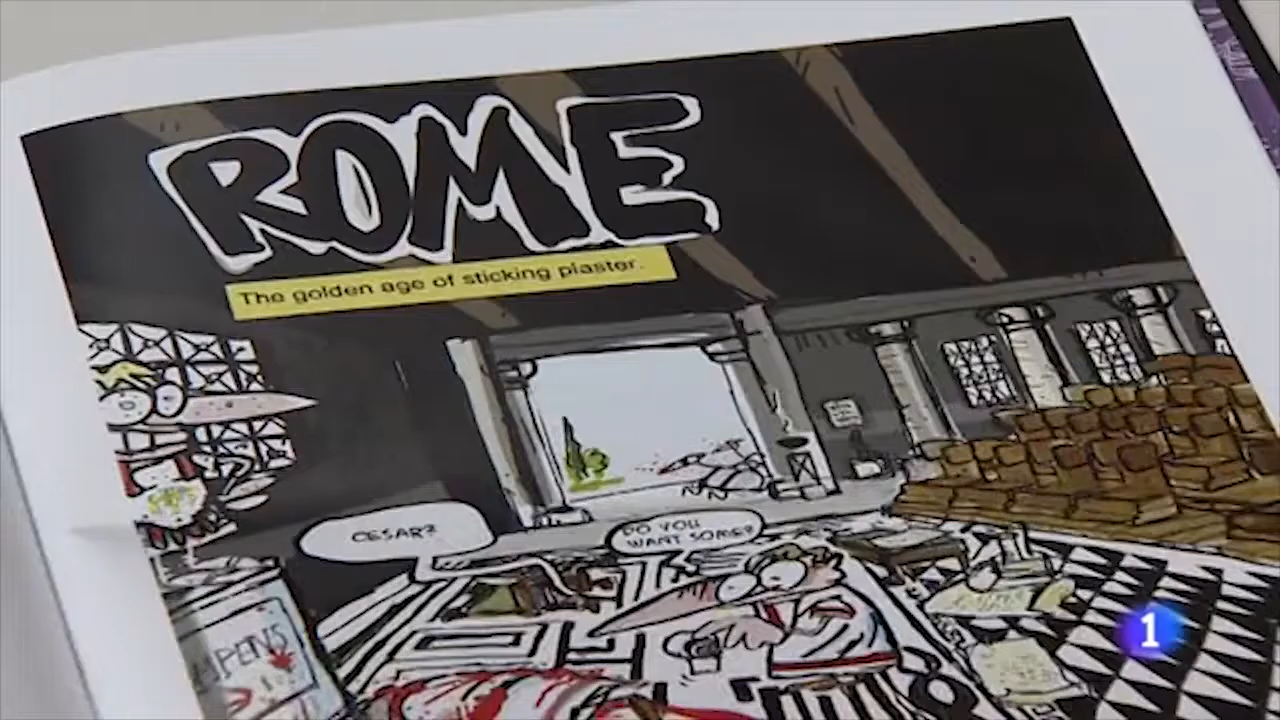 ROME
The golden age of sticking plaster.
CESAR?
DO YOU
WANT SOME?
1